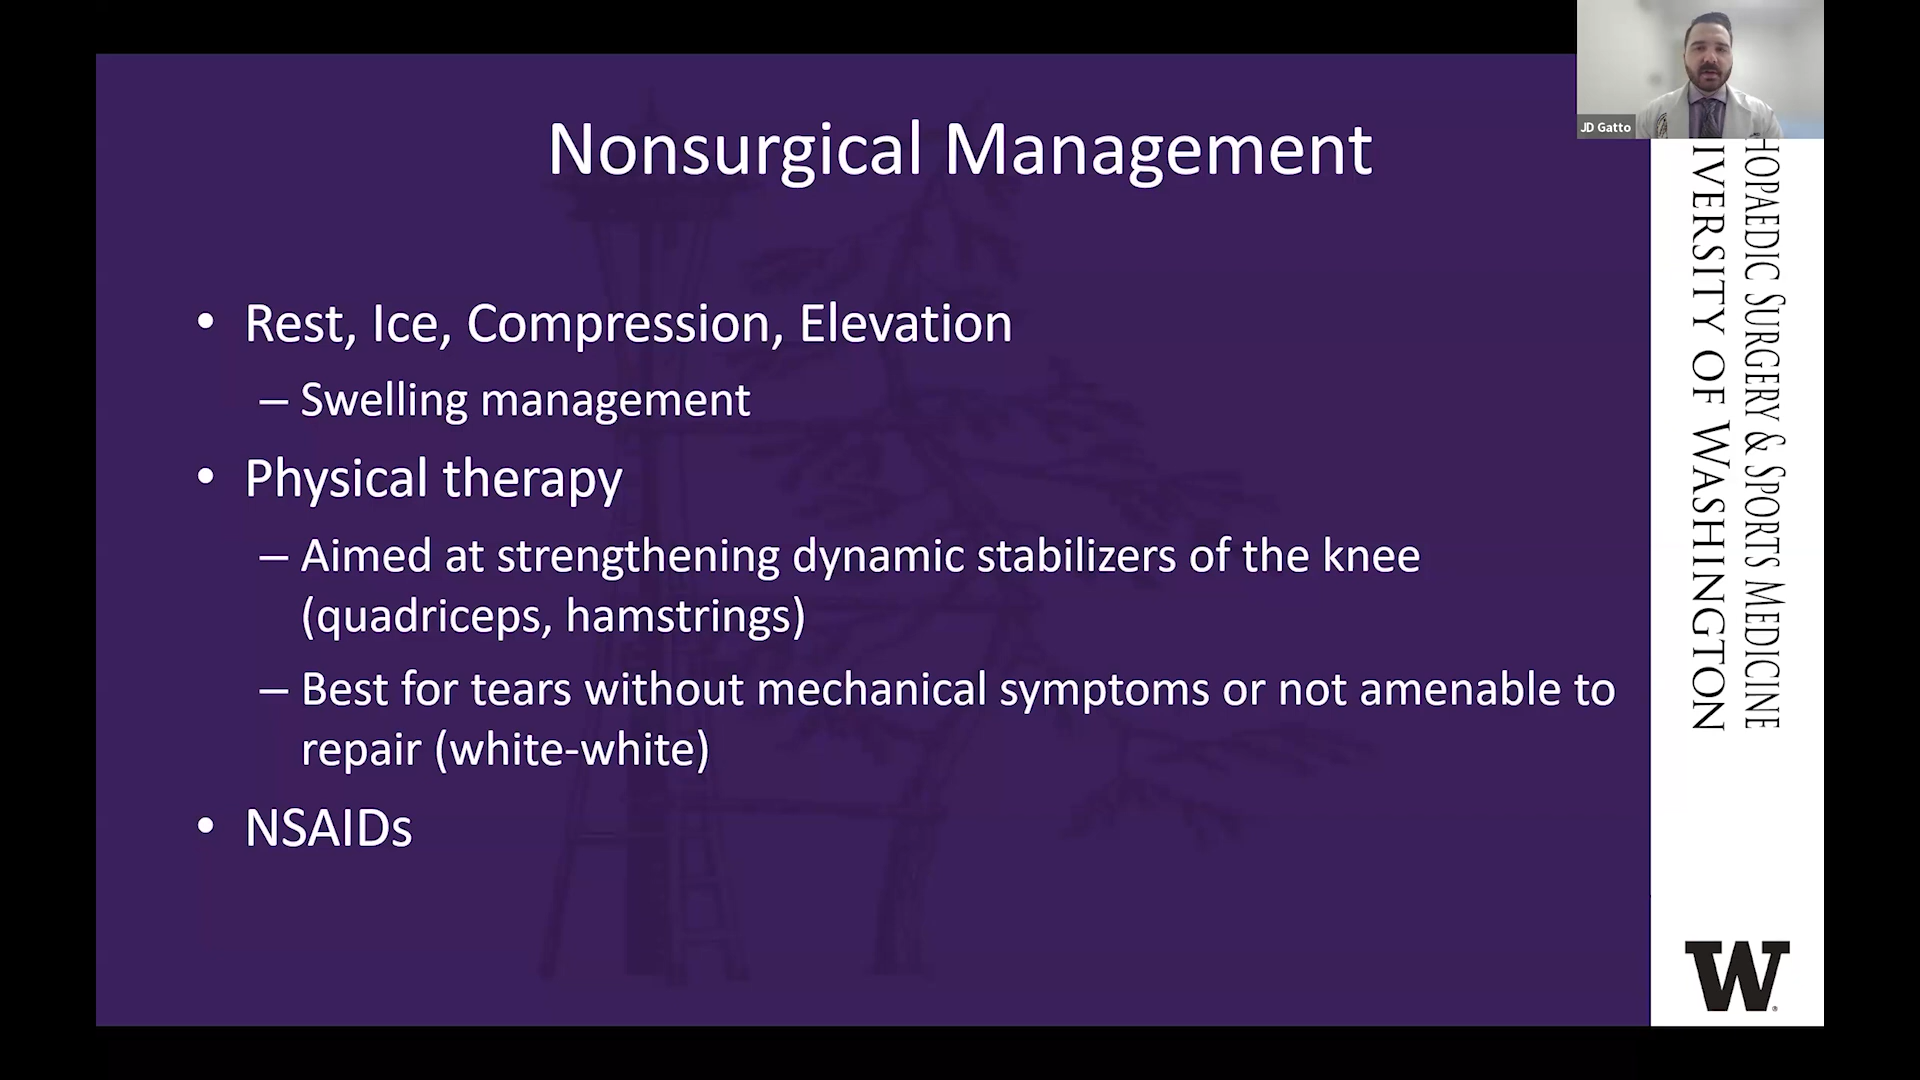 Nonsurgical Management
• Rest, Ice, Compression, Elevation
– Swelling management
• Physical therapy
– Aimed at strengthening dynamic stabilizers of the knee
(quadriceps, hamstrings)
– Best for tears without mechanical symptoms or not amenable to
repair (white-white)
• NSAIDs
JD Gatto
HOPAEDIC SURGERY & SPORTS MEDICINE
IVERSITY OF WASHINGTON
W